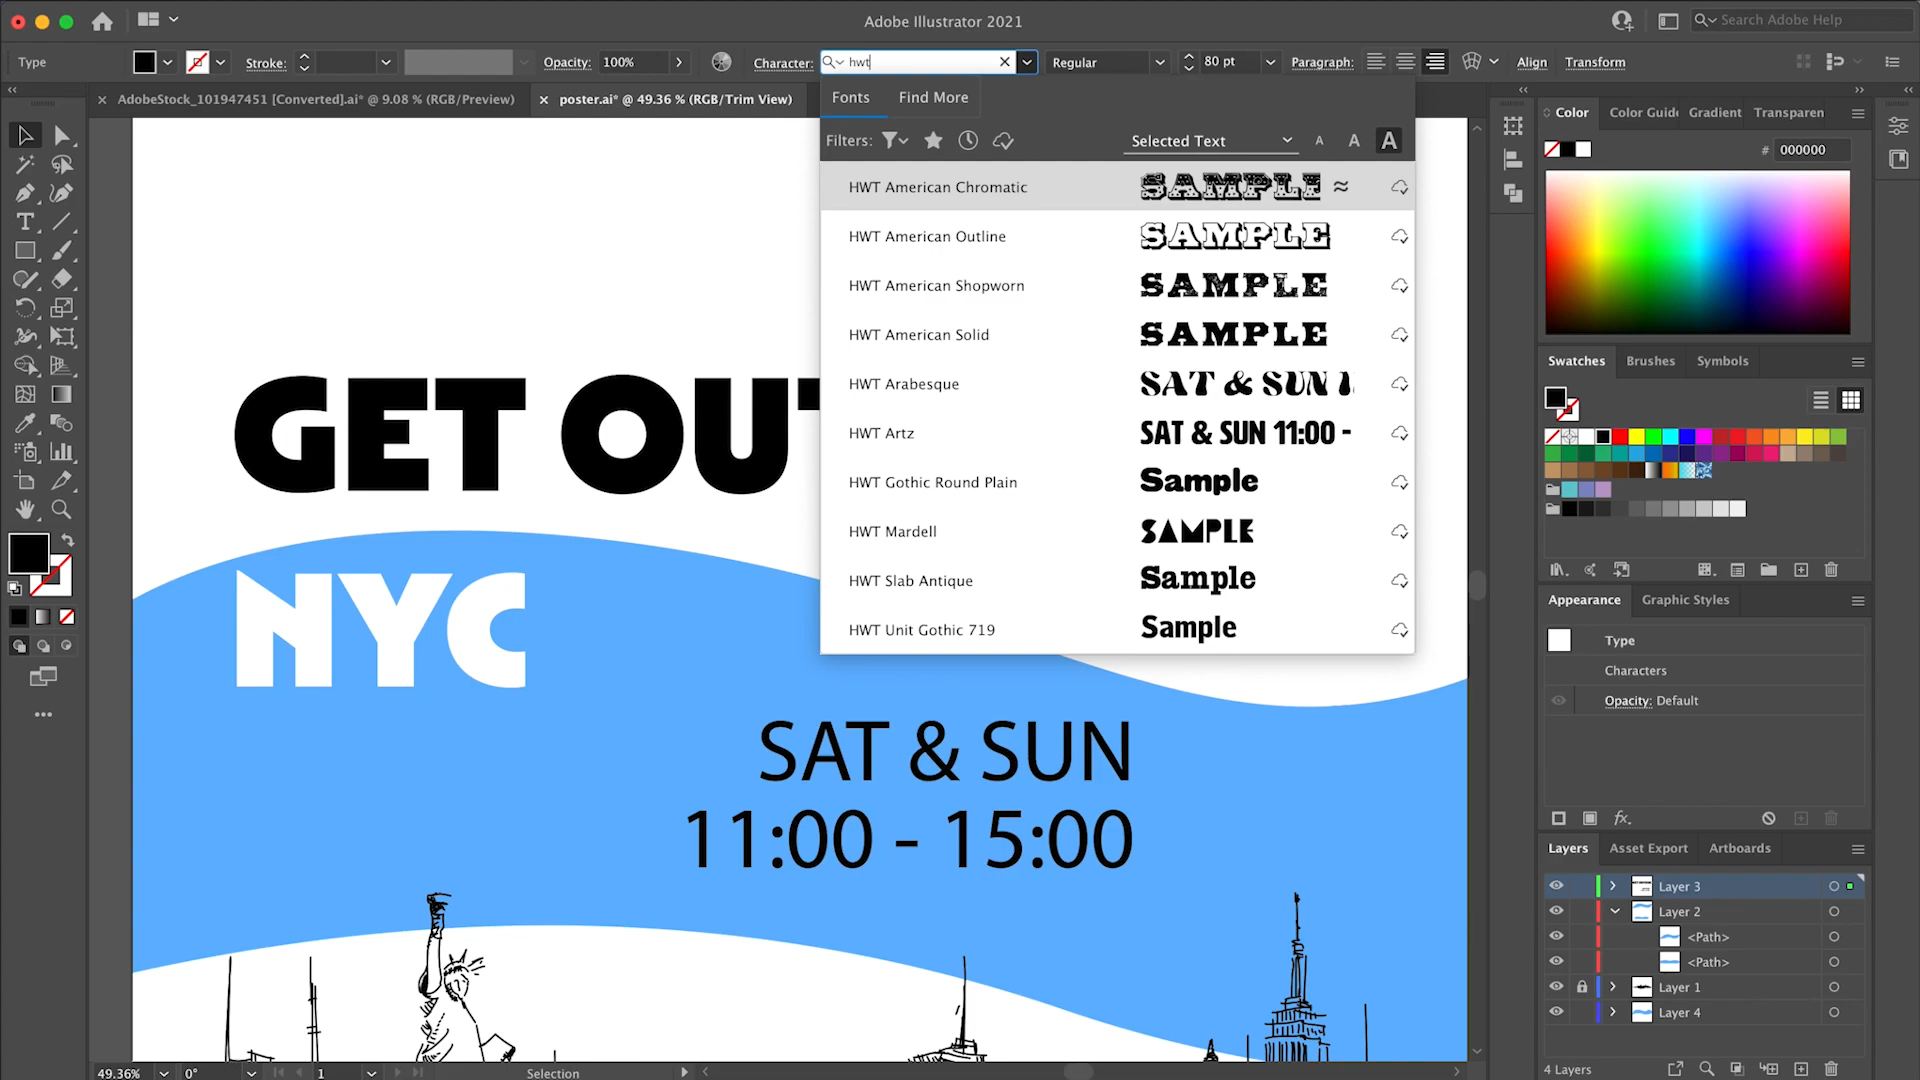 Adobe Illustrator 2021
Search Adobe Help
Type
Stroke:
Opacity: 100%
Character:
hwt
Regular
80 pt
Paragraph:
Align
Transform
AdobeStock_101947451 [Converted].ai* @ 9.08 % (RGB/Preview)
poster.ai* @ 49.36 % (RGB/Trim View)
Fonts
Find More
Filters:
Selected Text
A A A
HWT American Chromatic SAMPLE
HWT American Outline SAMPLE
HWT American Shopworn SAMPLE
HWT American Solid SAMPLE
HWT Arabesque SAT & SUN
HWT Artz SAT & SUN 11:00 -
HWT Gothic Round Plain Sample
HWT Mardell SAMPLE
HWT Slab Antique Sample
HWT Unit Gothic 719 Sample
GET OU
NYC
SAT & SUN
11:00 - 15:00
Color
Color Guide
Gradient
Transparen
# 000000
Swatches
Brushes
Symbols
Appearance
Graphic Styles
Type
Characters
Opacity: Default
fx.
Layers
Asset Export
Artboards
Layer 3
Layer 2
<Path>
<Path>
Layer 1
Layer 4
4 Layers
49.36%
0°
1
Selection